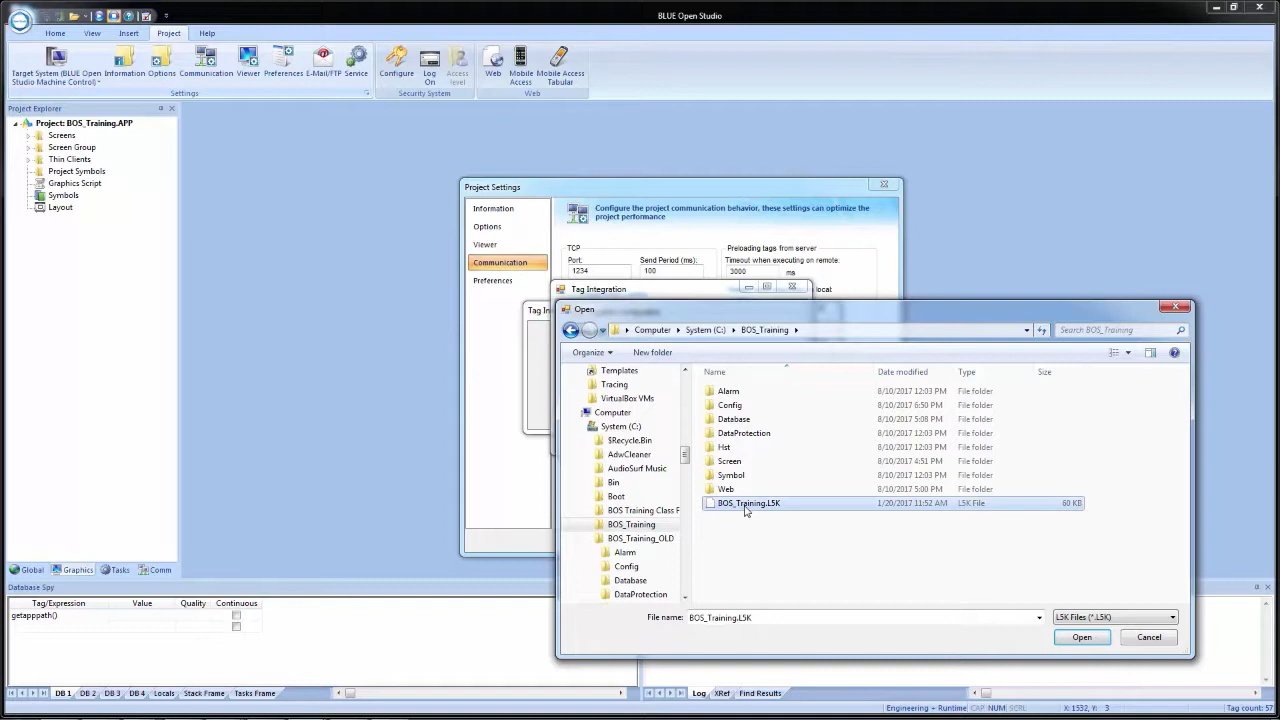 BLUE Open Studio
Home View Insert Project Help
Target System (BLUE Open Studio Machine Control) Information Options Communication Viewer Preferences E-Mail/FTP Service Configure Log On Access level Web Mobile Access Mobile Access Tabular
Settings Security System Web
Project Explorer
Project: BOS_Training.APP
Screens
Screen Group
Thin Clients
Project Symbols
Graphics Script
Symbols
Layout
Global Graphics Tasks Comm
Project Settings
Information
Options
Viewer
Communication
Preferences
Configure the project communication behavior, these settings can optimize the
project performance
TCP Preloading tags from server
Port: Send Period (ms): Timeout when executing on remote:
1234 100 3000 ms
Tag Integration local
Tag In
Open
Computer System (C:) BOS_Training Search BOS_Training
Organize New folder
Templates
Tracing
VirtualBox VMs
Computer
System (C:)
$Recycle.Bin
AdwCleaner
AudioSurf Music
Bin
Boot
BOS Training Class F
BOS_Training
BOS_Training_OLD
Alarm
Config
Database
DataProtection
Name Date modified Type Size
Alarm 8/10/2017 12:03 PM File folder
Config 8/10/2017 6:50 PM File folder
Database 8/10/2017 5:08 PM File folder
DataProtection 8/10/2017 12:03 PM File folder
Hst 8/10/2017 12:03 PM File folder
Screen 8/10/2017 4:51 PM File folder
Symbol 8/10/2017 12:03 PM File folder
Web 8/10/2017 5:00 PM File folder
BOS_Training.L5K 1/20/2017 11:52 AM L5K File 60 KB
File name: BOS_Training.L5K L5K Files (*.L5K)
Open Cancel
Database Spy
Tag/Expression Value Quality Continuous
getapppath()
DB 1 DB 2 DB 3 DB 4 Locals Stack Frame Tasks Frame
Log XRef Find Results
Engineering + Runtime CAP NUM SCRL X: 1532, Y: 3 Tag count: 57